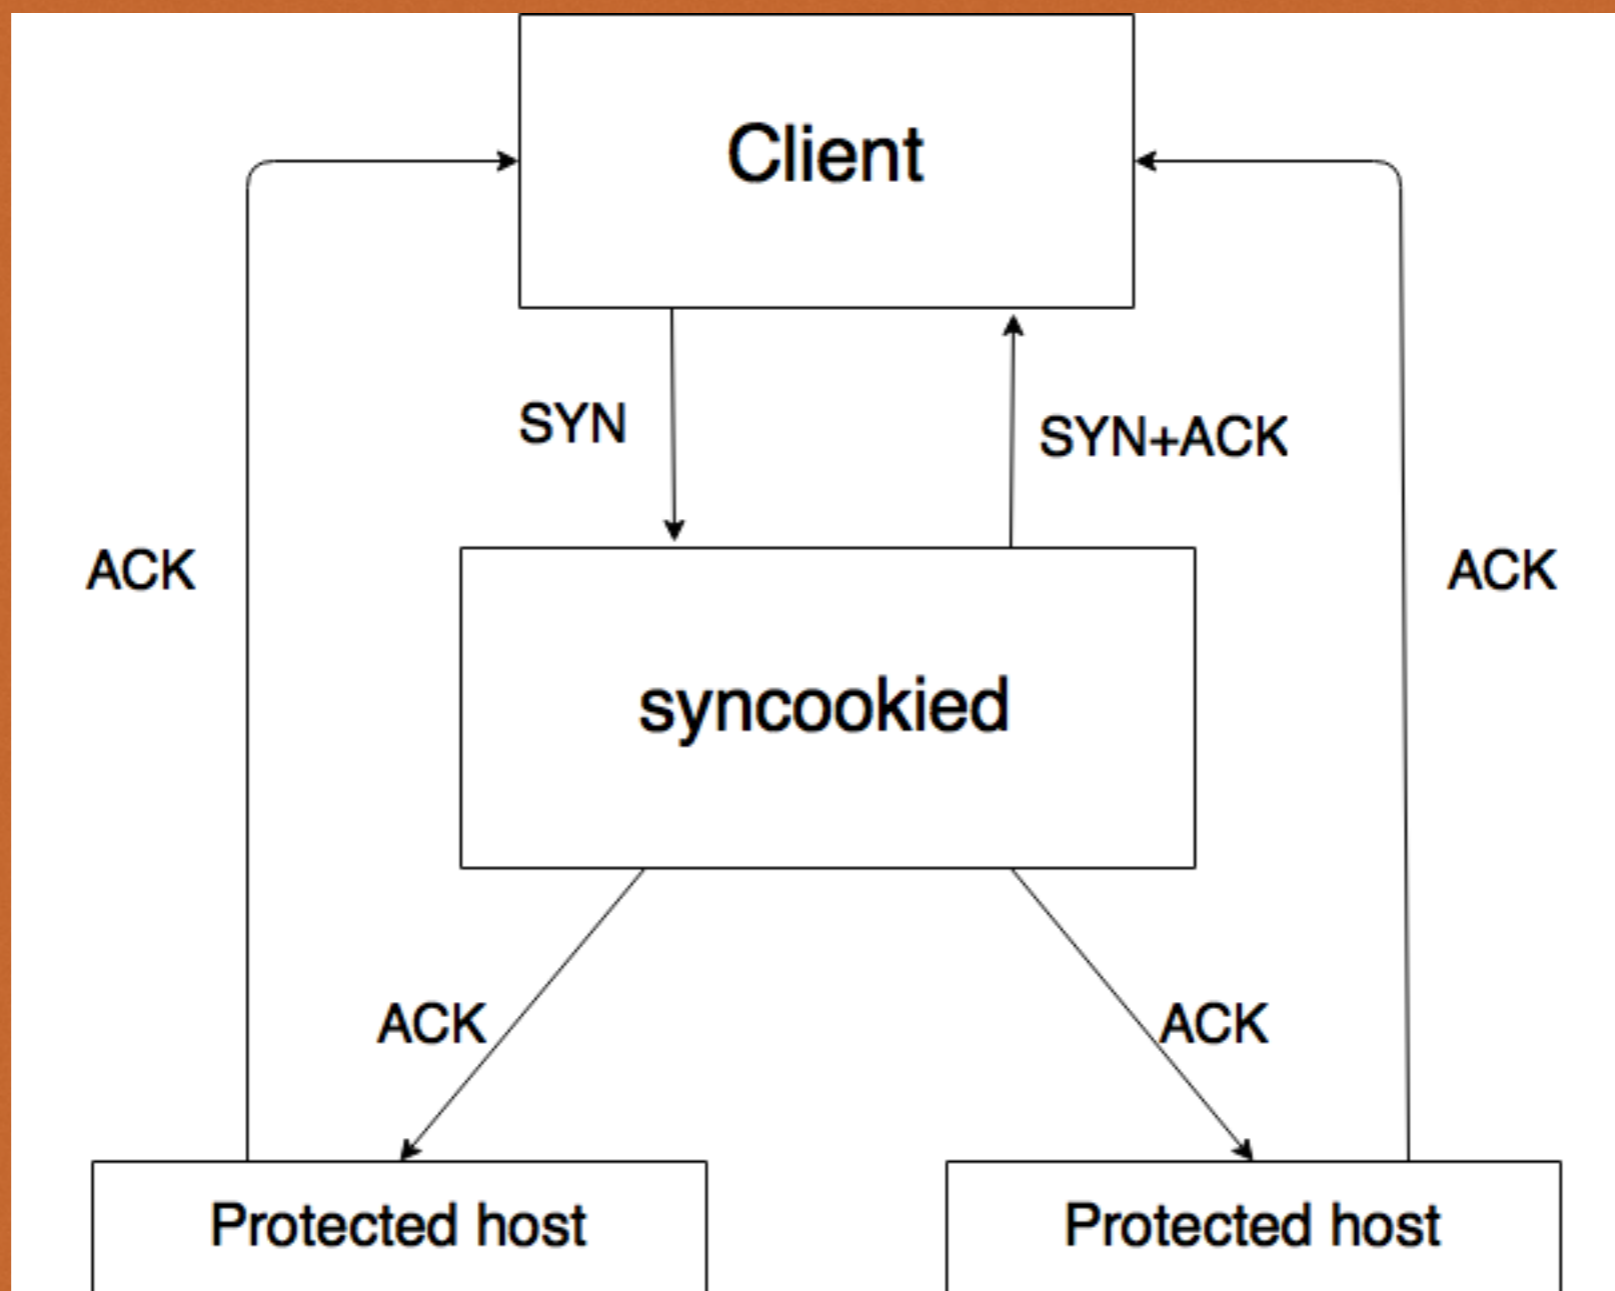 Client
SYN
SYN+ACK
ACK
ACK
syncookied
ACK
ACK
Protected host
Protected host